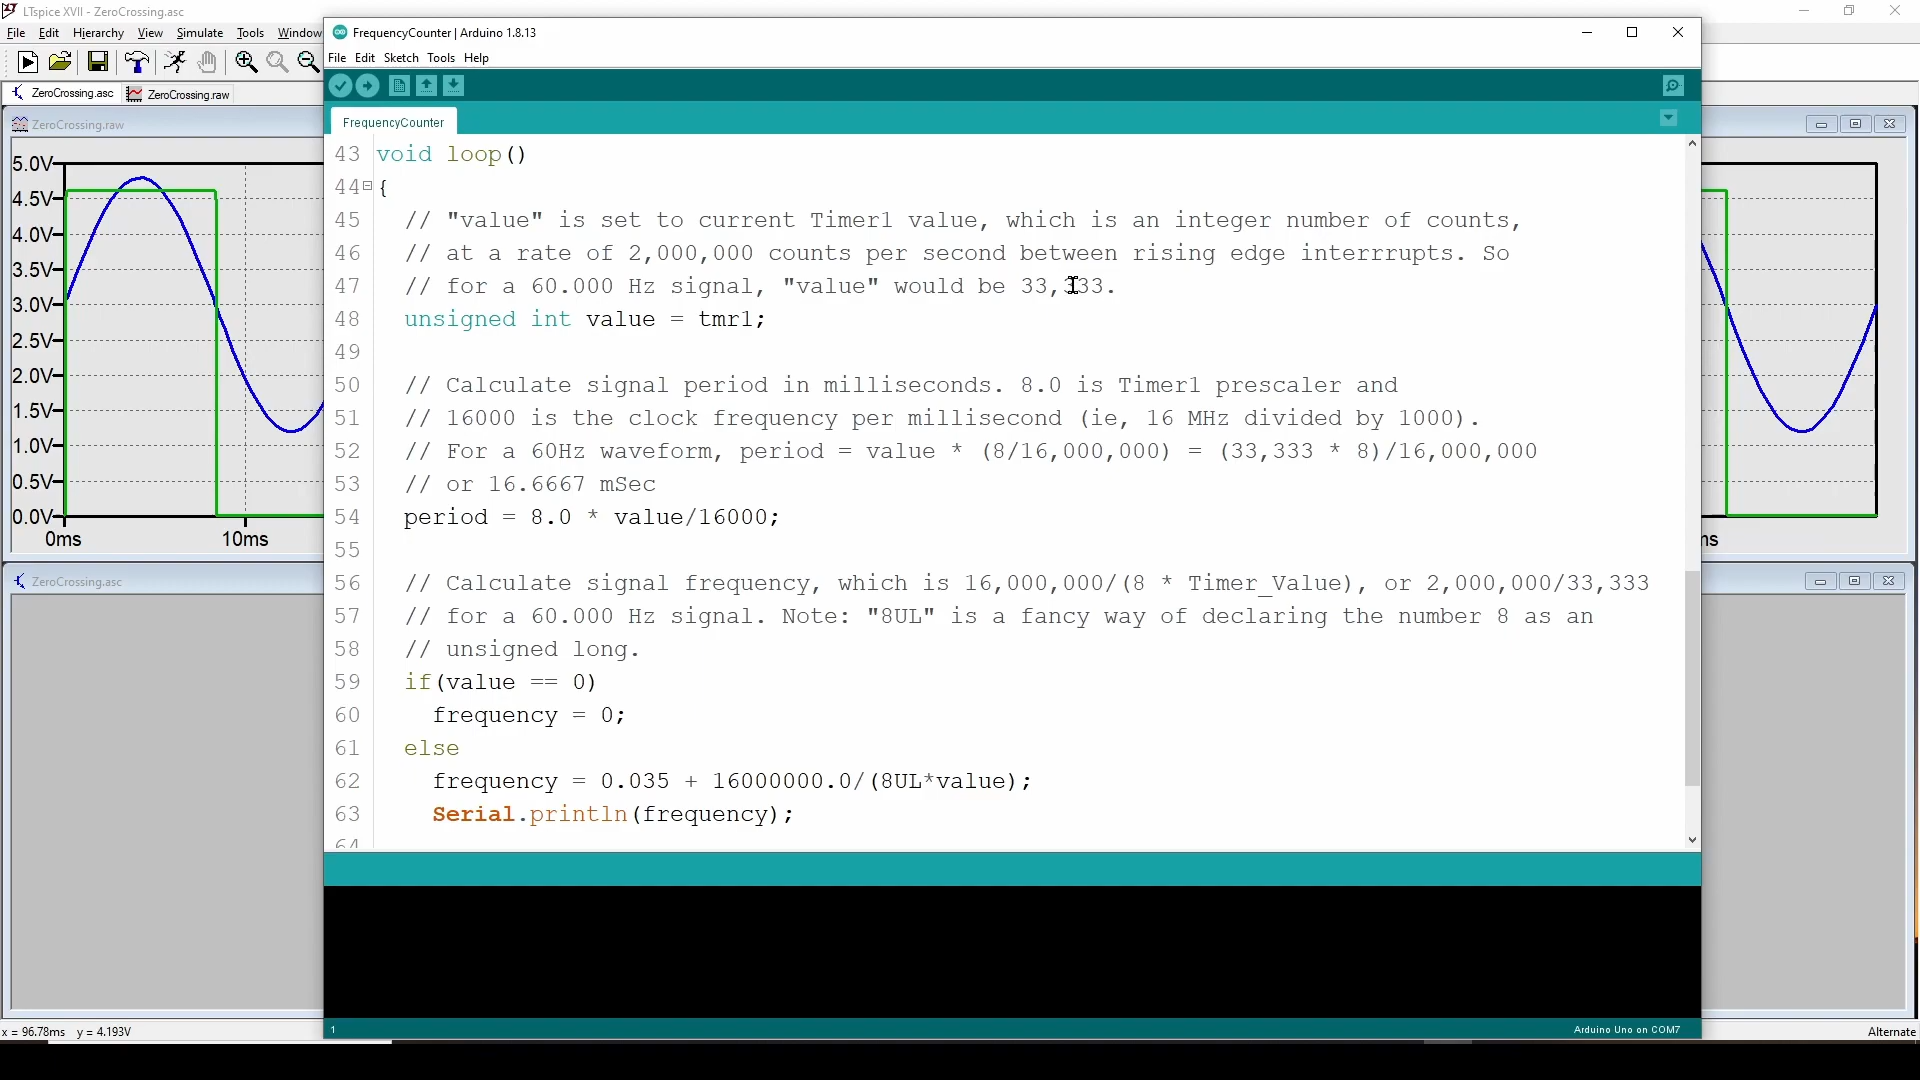 LTspice XVII - ZeroCrossing.asc
File Edit Hierarchy View Simulate Tools Window
ZeroCrossing.asc ZeroCrossing.raw
ZeroCrossing.raw
5.0V
4.5V
4.0V
3.5V
3.0V
2.5V
2.0V
1.5V
1.0V
0.5V
0.0V
0ms 10ms
ZeroCrossing.asc
x = 96.78ms y = 4.193V
FrequencyCounter | Arduino 1.8.13
File Edit Sketch Tools Help
FrequencyCounter
43 void loop()
44 {
45 // "value" is set to current Timer1 value, which is an integer number of counts,
46 // at a rate of 2,000,000 counts per second between rising edge interrrupts. So
47 // for a 60.000 Hz signal, "value" would be 33,333.
48 unsigned int value = tmr1;
49
50 // Calculate signal period in milliseconds. 8.0 is Timer1 prescaler and
51 // 16000 is the clock frequency per millisecond (ie, 16 MHz divided by 1000).
52 // For a 60Hz waveform, period = value * (8/16,000,000) = (33,333 * 8)/16,000,000
53 // or 16.6667 mSec
54 period = 8.0 * value/16000;
55
56 // Calculate signal frequency, which is 16,000,000/(8 * Timer_Value), or 2,000,000/33,333
57 // for a 60.000 Hz signal. Note: "8UL" is a fancy way of declaring the number 8 as an
58 // unsigned long.
59 if(value == 0)
60 frequency = 0;
61 else
62 frequency = 0.035 + 16000000.0/(8UL*value);
63 Serial.println(frequency);
64
1
Arduino Uno on COM7
ns
Alternate